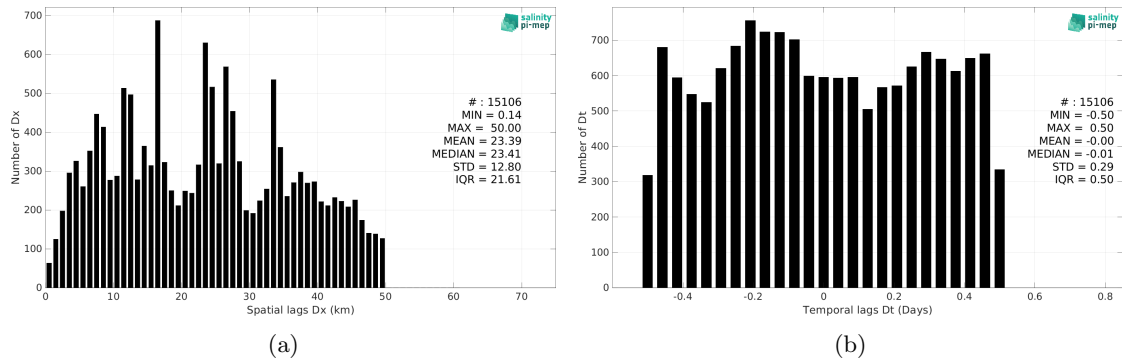 700
600
500
400
300
200
100
0
Number of Dx
0 10 20 30 40 50 60 70
Spatial lags Dx (km)
salinity
pi-mep
# : 15106
MIN = 0.14
MAX = 50.00
MEAN = 23.39
MEDIAN = 23.41
STD = 12.80
IQR = 21.61
(a)
700
600
500
400
300
200
100
0
Number of Dt
-0.4 -0.2 0 0.2 0.4 0.6 0.8
Temporal lags Dt (Days)
salinity
pi-mep
# : 15106
MIN = -0.50
MAX = 0.50
MEAN = -0.00
MEDIAN = -0.01
STD = 0.29
IQR = 0.50
(b)